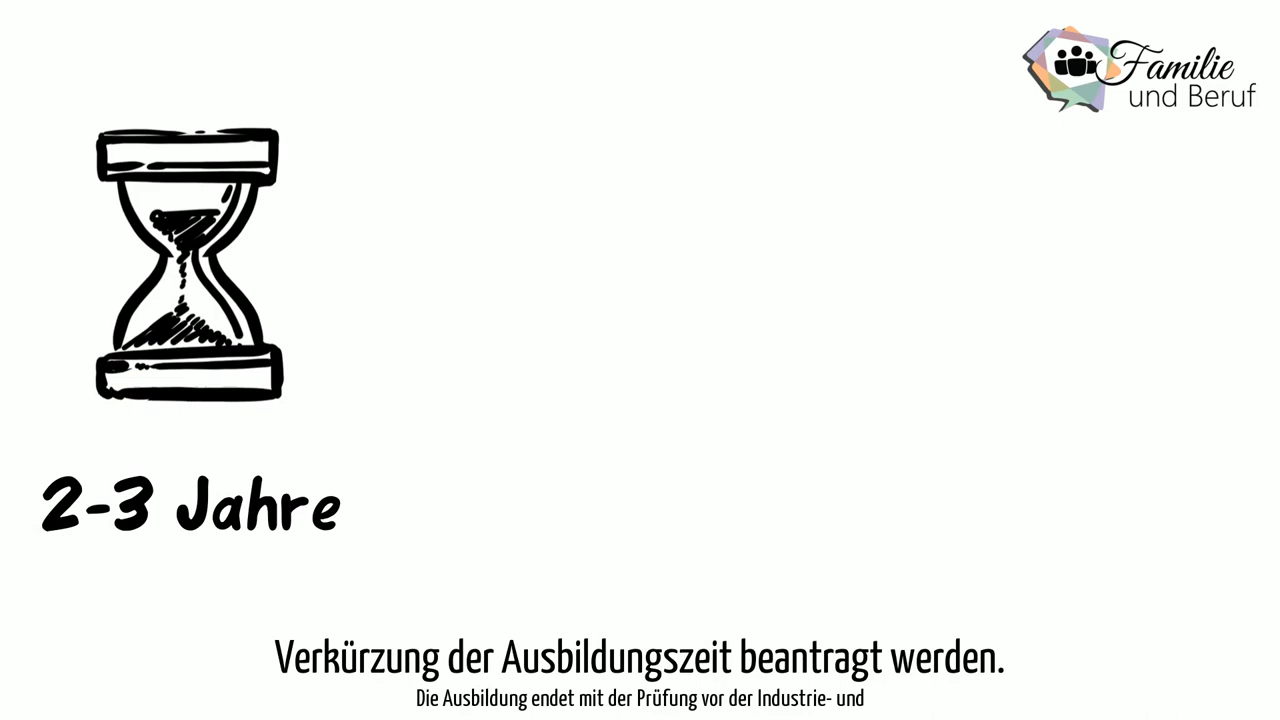 Familie
und Beruf
2-3 Jahre
Verkürzung der Ausbildungszeit beantragt werden.
Die Ausbildung endet mit der Prüfung vor der Industrie- und